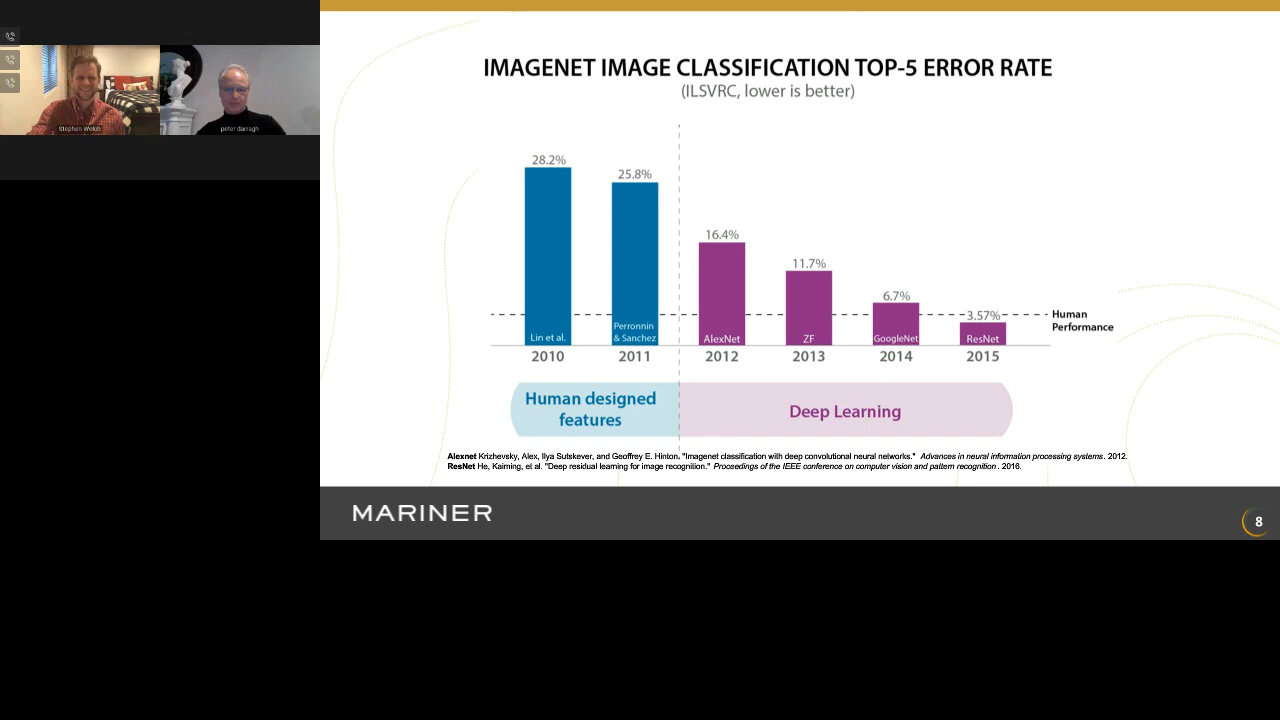 Stephen Welch
peter darragh
IMAGENET IMAGE CLASSIFICATION TOP-5 ERROR RATE
(ILSVRC, lower is better)
28.2%
25.8%
16.4%
11.7%
6.7%
3.57%
Human
Performance
Lin et al.
Perronnin
& Sanchez
AlexNet
ZF
GoogleNet
ResNet
2010
2011
2012
2013
2014
2015
Human designed
features
Deep Learning
Alexnet Krizhevsky, Alex, Ilya Sutskever, and Geoffrey E. Hinton. "Imagenet classification with deep convolutional neural networks." Advances in neural information processing systems. 2012.
ResNet He, Kaiming, et al. "Deep residual learning for image recognition." Proceedings of the IEEE conference on computer vision and pattern recognition. 2016.
MARINER
8